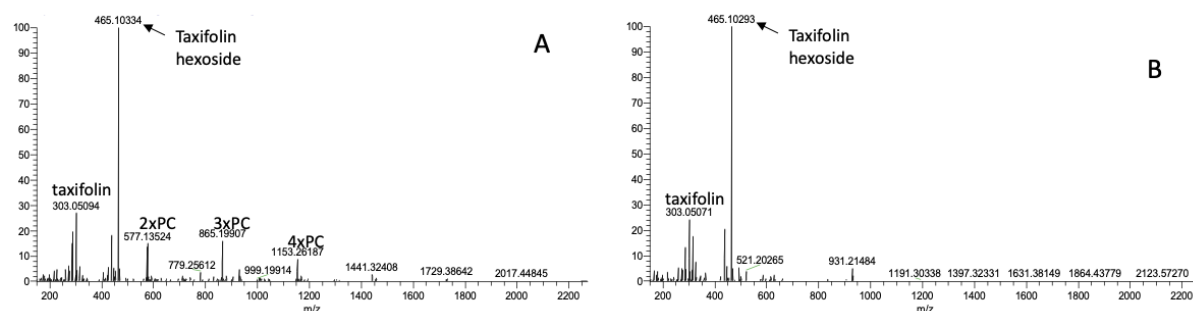 465.10334
Taxifolin
hexoside
A
taxifolin
303.05094
2xPC
577.13524
3xPC
865.19907
4xPC
1153.26187
779.25612
999.19914
1441.32408
1729.38642
2017.44845
100
90
80
70
60
50
40
30
20
10
0
200 400 600 800 1000 1200 1400 1600 1800 2000 2200
m/z
465.10293
Taxifolin
hexoside
B
taxifolin
303.05071
521.20265
931.21484
1191.30338
1397.32331
1631.38149
1864.43779
2123.57270
100
90
80
70
60
50
40
30
20
10
0
200 400 600 800 1000 1200 1400 1600 1800 2000 2200
m/z